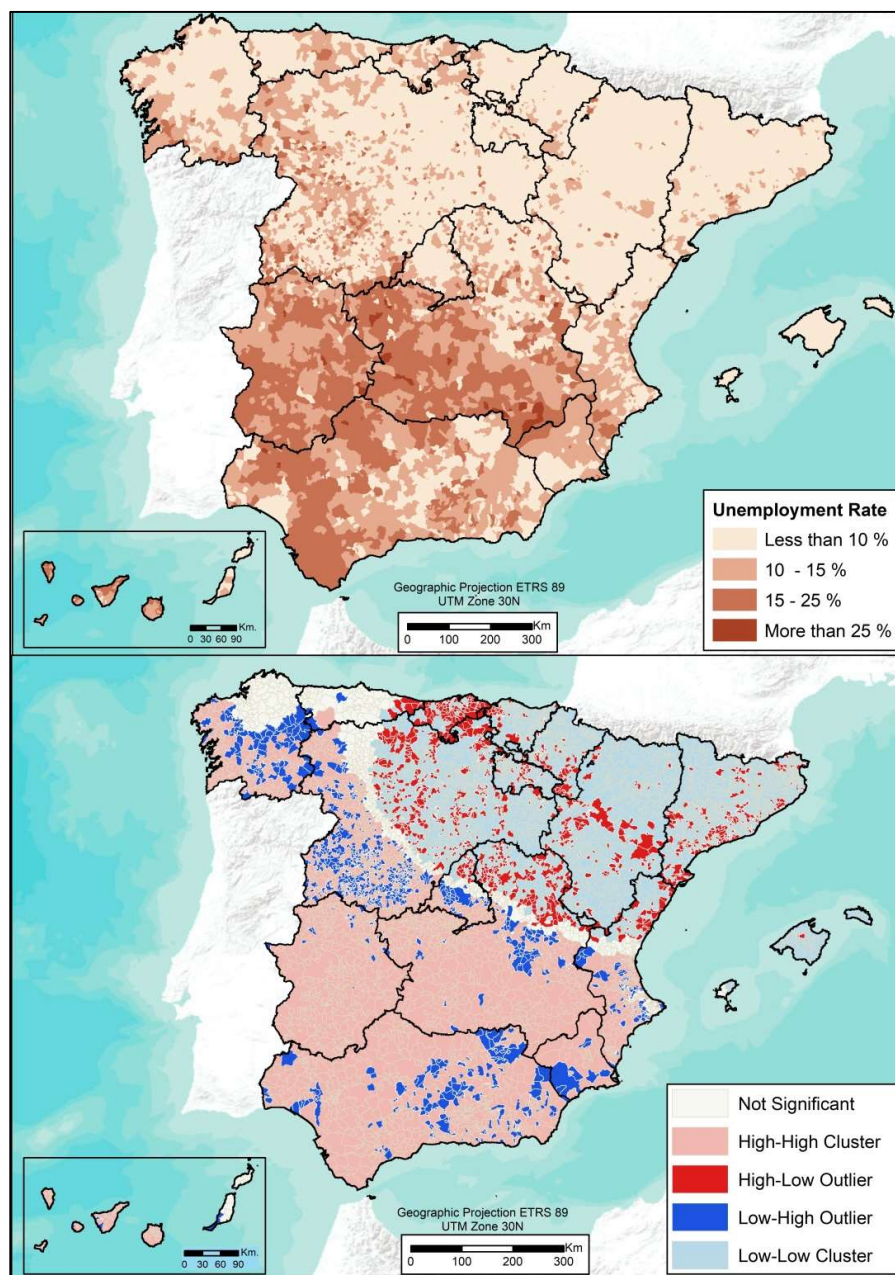 Unemployment Rate
Less than 10 %
10 - 15 %
15 - 25 %
More than 25 %
Geographic Projection ETRS 89
UTM Zone 30N
Km
0 100 200 300
Km.
0 30 60 90
Not Significant
High-High Cluster
High-Low Outlier
Low-High Outlier
Low-Low Cluster
Geographic Projection ETRS 89
UTM Zone 30N
Km
0 100 200 300
Km.
0 30 60 90